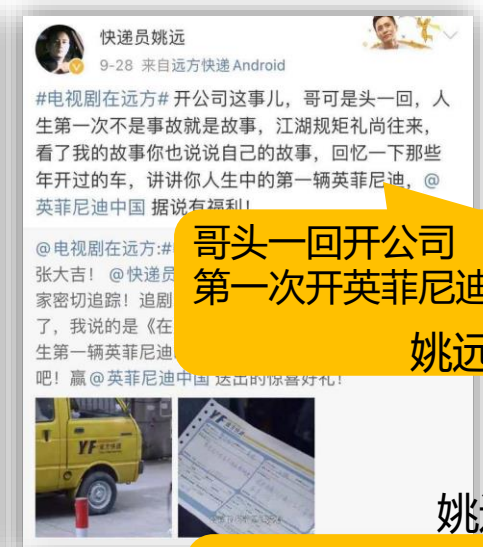 快递员姚远
9-28 来自远方快递 Android
#电视剧在远方# 开公司这事儿，哥可是头一回，人
生第一次不是事故就是故事，江湖规矩礼尚往来，
看了我的故事你也说说自己的故事，回忆一下那些
年开过的车，讲讲你人生中的第一辆英菲尼迪，@
英菲尼迪中国 据说有福利！
@电视剧在远方:#
张大吉！ @快递员
家密切追踪！追剧
了，我说的是《在
生第一辆英菲尼迪
吧！赢@英菲尼迪中国 送出的惊喜好礼！
哥头一回开公司
第一次开英菲尼迪
姚远
YF
YF
姚远